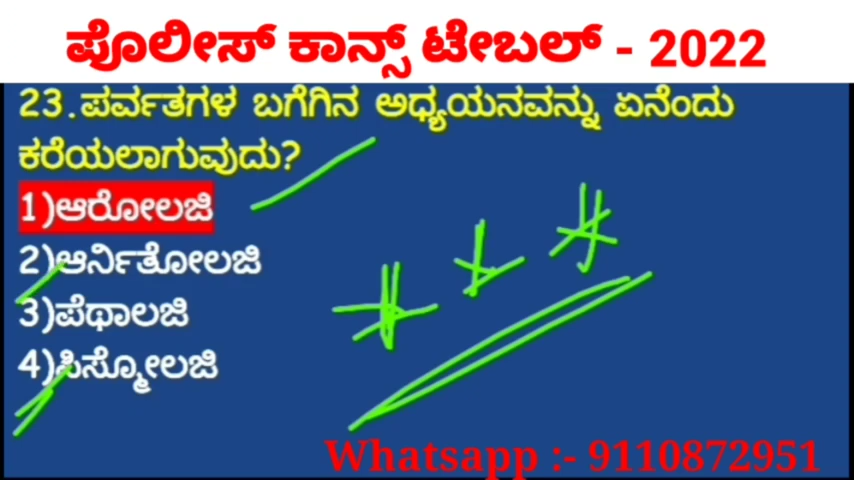 ಪೊಲೀಸ್ ಕಾನ್ಸ್ ಟೇಬಲ್ - 2022
23.ಪರ್ವತಗಳ ಬಗೆಗಿನ ಅಧ್ಯಯನವನ್ನು ಏನೆಂದು
ಕರೆಯಲಾಗುವುದು?
1)ಆರೋಲಜಿ
2)ಆರ್ನಿತೋಲಜಿ
3)ಪೆಥಾಲಜಿ
4)ಸಿಸ್ಮೋಲಜಿ
Whatsapp :- 9110872951